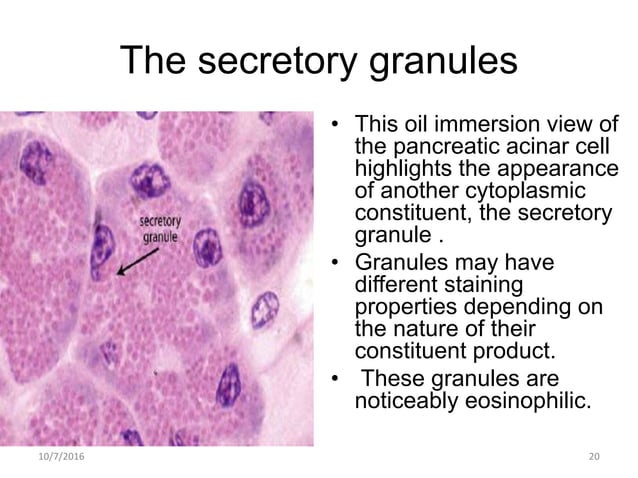 The secretory granules
secretory
granule
• This oil immersion view of
the pancreatic acinar cell
highlights the appearance
of another cytoplasmic
constituent, the secretory
granule .
• Granules may have
different staining
properties depending on
the nature of their
constituent product.
• These granules are
noticeably eosinophilic.
10/7/2016
20